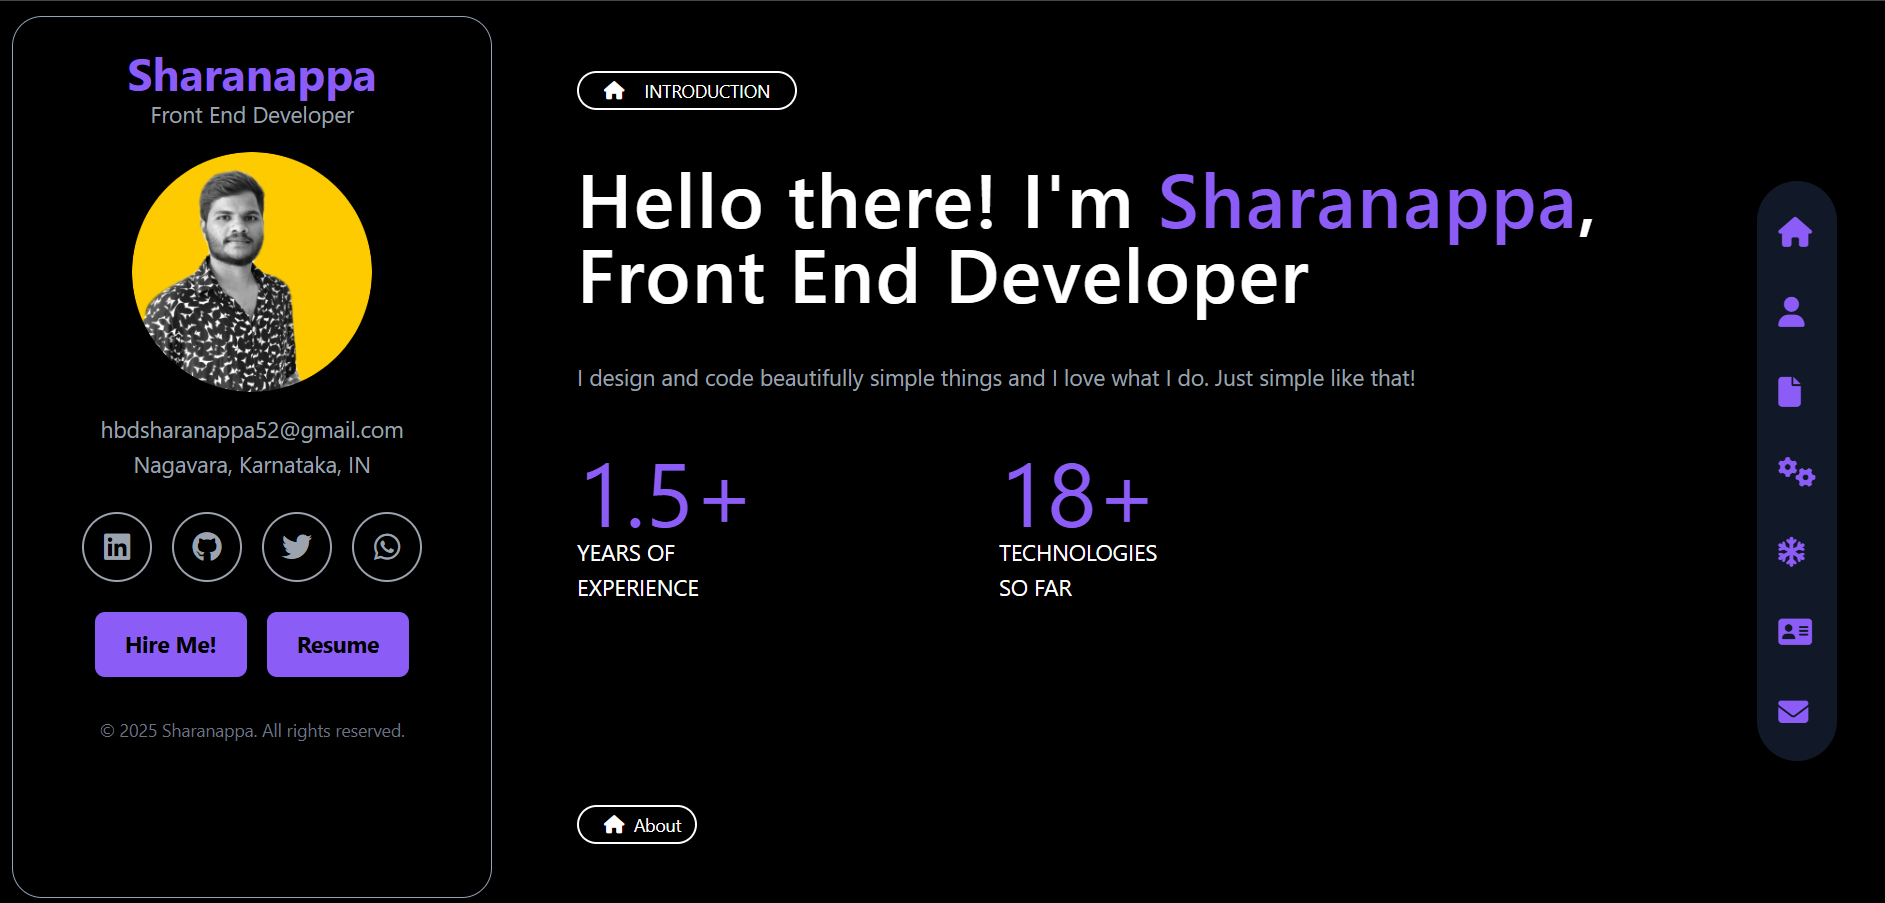 Sharanappa
Front End Developer
hbdsharanappa52@gmail.com
Nagavara, Karnataka, IN
in
Hire Me!
Resume
© 2025 Sharanappa. All rights reserved.
INTRODUCTION
Hello there! I'm Sharanappa,
Front End Developer
I design and code beautifully simple things and I love what I do. Just simple like that!
1.5+
YEARS OF
EXPERIENCE
18+
TECHNOLOGIES
SO FAR
About